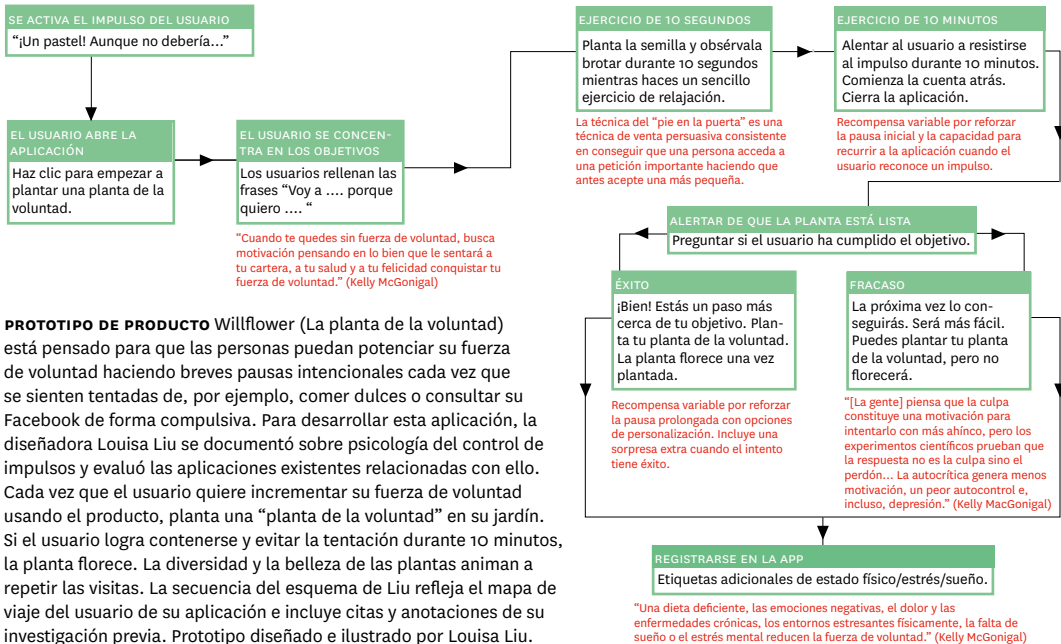 SE ACTIVA EL IMPULSO DEL USUARIO
“¡Un pastel! Aunque no debería...”
EL USUARIO ABRE LA
APLICACIÓN
Haz clic para empezar a
plantar una planta de la
voluntad.
EL USUARIO SE CONCEN-
TRA EN LOS OBJETIVOS
Los usuarios rellenan las
frases “Voy a .... porque
quiero .... “
“Cuando te quedes sin fuerza de voluntad, busca
motivación pensando en lo bien que le sentará a
tu cartera, a tu salud y a tu felicidad conquistar tu
fuerza de voluntad.” (Kelly McGonigal)
EJERCICIO DE 10 SEGUNDOS
Planta la semilla y obsérvala
brotar durante 10 segundos
mientras haces un sencillo
ejercicio de relajación.
La técnica del “pie en la puerta” es una
técnica de venta persuasiva consistente
en conseguir que una persona acceda a
una petición importante haciendo que
antes acepte una más pequeña.
EJERCICIO DE 10 MINUTOS
Alentar al usuario a resistirse
al impulso durante 10 minutos.
Comienza la cuenta atrás.
Cierra la aplicación.
Recompensa variable por reforzar
la pausa inicial y la capacidad para
recurrir a la aplicación cuando el
usuario reconoce un impulso.
ALERTAR DE QUE LA PLANTA ESTÁ LISTA
Preguntar si el usuario ha cumplido el objetivo.
ÉXITO
¡Bien! Estás un paso más
cerca de tu objetivo. Plan-
ta tu planta de la voluntad.
La planta florece una vez
plantada.
Recompensa variable por reforzar
la pausa prolongada con opciones
de personalización. Incluye una
sorpresa extra cuando el intento
tiene éxito.
FRACASO
La próxima vez lo con-
seguirás. Será más fácil.
Puedes plantar tu planta
de la voluntad, pero no
florecerá.
“[La gente] piensa que la culpa
constituye una motivación para
intentarlo con más ahínco, pero los
experimentos científicos prueban que
la respuesta no es la culpa sino el
perdón... La autocrítica genera menos
motivación, un peor autocontrol e,
incluso, depresión.” (Kelly MacGonigal)
REGISTRARSE EN LA APP
Etiquetas adicionales de estado físico/estrés/sueño.
“Una dieta deficiente, las emociones negativas, el dolor y las
enfermedades crónicas, los entornos estresantes físicamente, la falta de
sueño o el estrés mental reducen la fuerza de voluntad.” (Kelly McGonigal)
PROTOTIPO DE PRODUCTO Willflower (La planta de la voluntad)
está pensado para que las personas puedan potenciar su fuerza
de voluntad haciendo breves pausas intencionales cada vez que
se sienten tentadas de, por ejemplo, comer dulces o consultar su
Facebook de forma compulsiva. Para desarrollar esta aplicación, la
diseñadora Louisa Liu se documentó sobre psicología del control de
impulsos y evaluó las aplicaciones existentes relacionadas con ello.
Cada vez que el usuario quiere incrementar su fuerza de voluntad
usando el producto, planta una “planta de la voluntad” en su jardín.
Si el usuario logra contenerse y evitar la tentación durante 10 minutos,
la planta florece. La diversidad y la belleza de las plantas animan a
repetir las visitas. La secuencia del esquema de Liu refleja el mapa de
viaje del usuario de su aplicación e incluye citas y anotaciones de su
investigación previa. Prototipo diseñado e ilustrado por Louisa Liu.